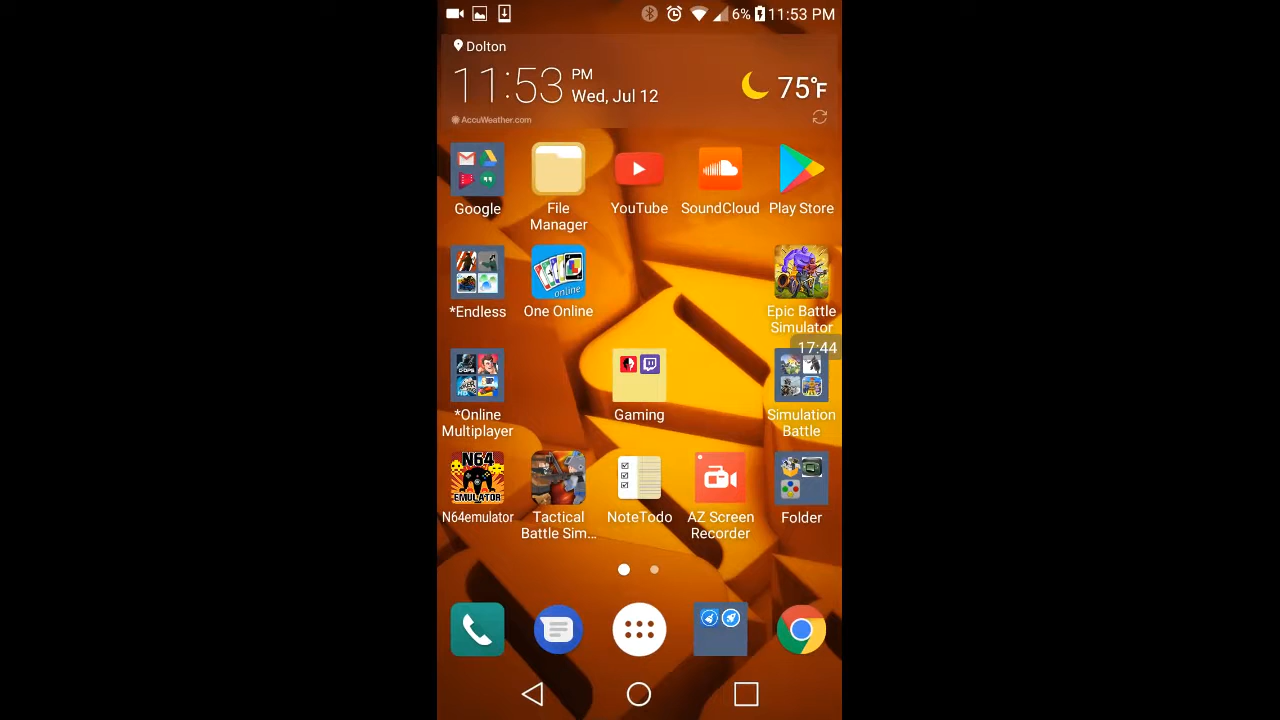 6% 11:53 PM
Dolton
11:53 PM
Wed, Jul 12
75°F
AccuWeather.com
Google
File
Manager
YouTube
SoundCloud
Play Store
*Endless
online
One Online
Epic Battle
Simulator
17:44
*Online
Multiplayer
Gaming
Simulation
Battle
N64
EMULATOR
N64emulator
Tactical
Battle Sim...
NoteTodo
AZ Screen
Recorder
Folder